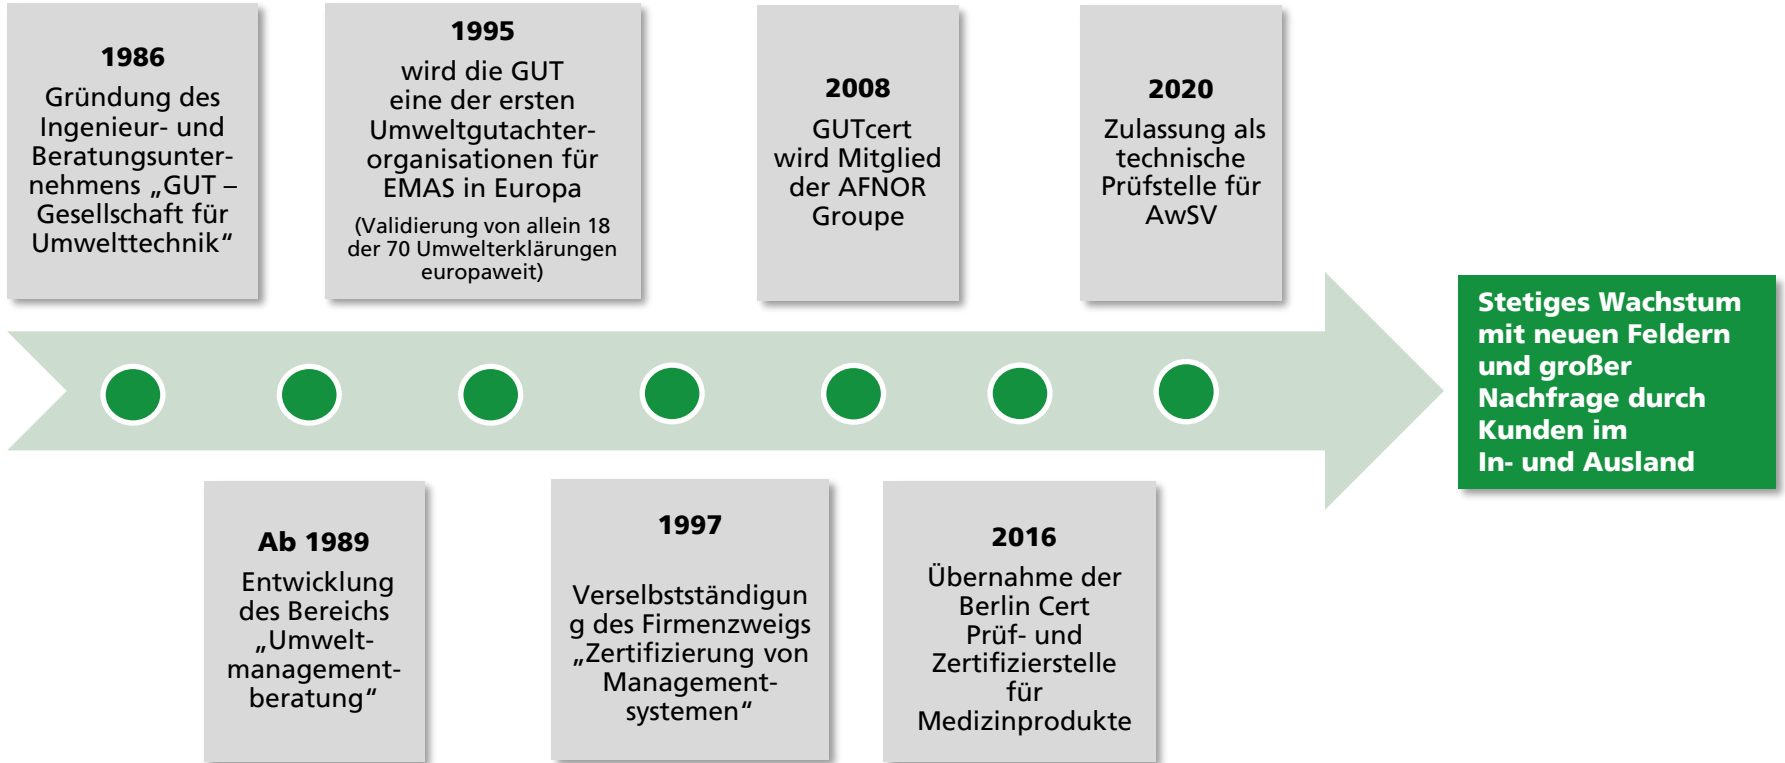 1986
Gründung des
Ingenieur- und
Beratungsunter-
nehmens „GUT –
Gesellschaft für
Umwelttechnik“
1995
wird die GUT
eine der ersten
Umweltgutachter-
organisationen für
EMAS in Europa
(Validierung von allein 18
der 70 Umwelterklärungen
europaweit)
2008
GUTcert
wird Mitglied
der AFNOR
Groupe
2020
Zulassung als
technische
Prüfstelle für
AwSV
Stetiges Wachstum
mit neuen Feldern
und großer
Nachfrage durch
Kunden im
In- und Ausland
Ab 1989
Entwicklung
des Bereichs
„Umwelt-
management-
beratung“
1997
Verselbstständigun
g des Firmenzweigs
„Zertifizierung von
Management-
systemen“
2016
Übernahme der
Berlin Cert
Prüf- und
Zertifizierstelle
für
Medizinprodukte